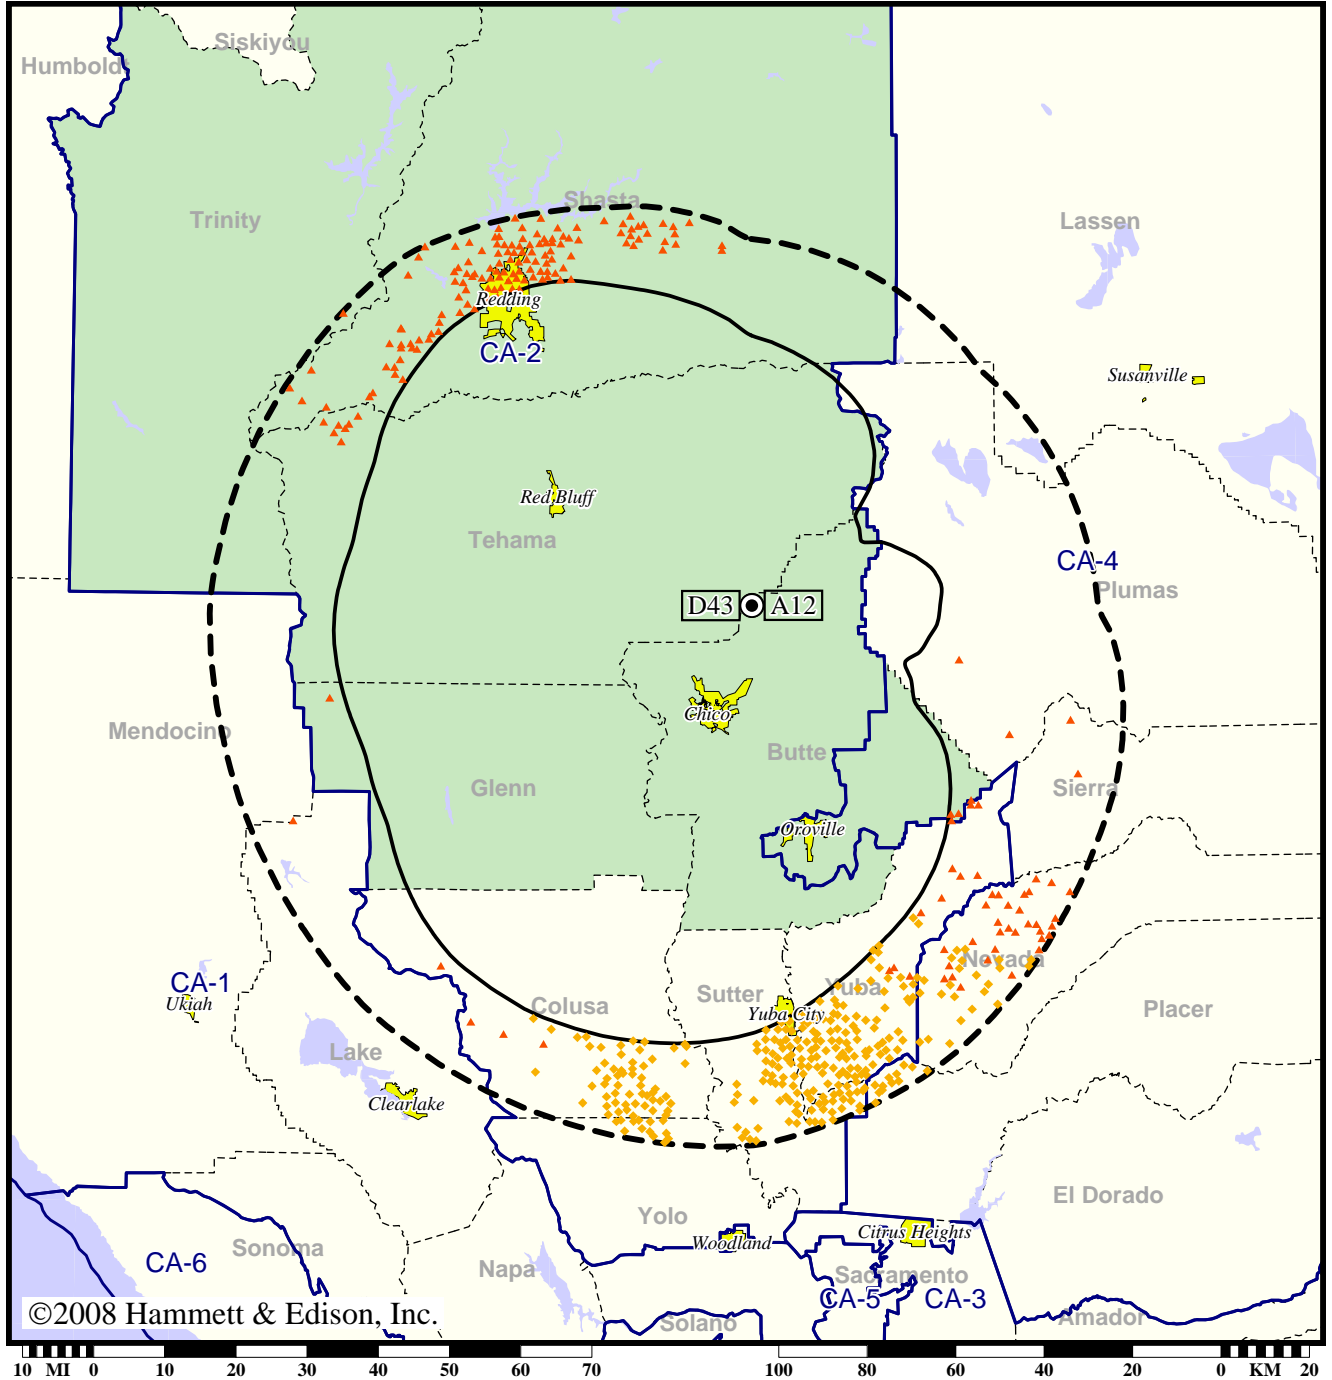 Siskiyou
Humboldt
Shasta
Trinity
Lassen
Redding
CA-2
Susanville
Red Bluff
Tehama
CA-4
Plumas
D43 A12
Chico
Mendocino
Butte
Glenn
Sierra
Oroville
Nevada
CA-1
Ukiah
Colusa
Sutter
Yuba
Yuba City
Placer
Lake
Clearlake
El Dorado
Yolo
Woodland
Citrus Heights
Sonoma
CA-6
Napa
Sacramento
CA-5
CA-3
Solano
Amador
©2008 Hammett & Edison, Inc.
10 MI 0 10 20 30 40 50 60 70 100 80 60 40 20 0 KM 20